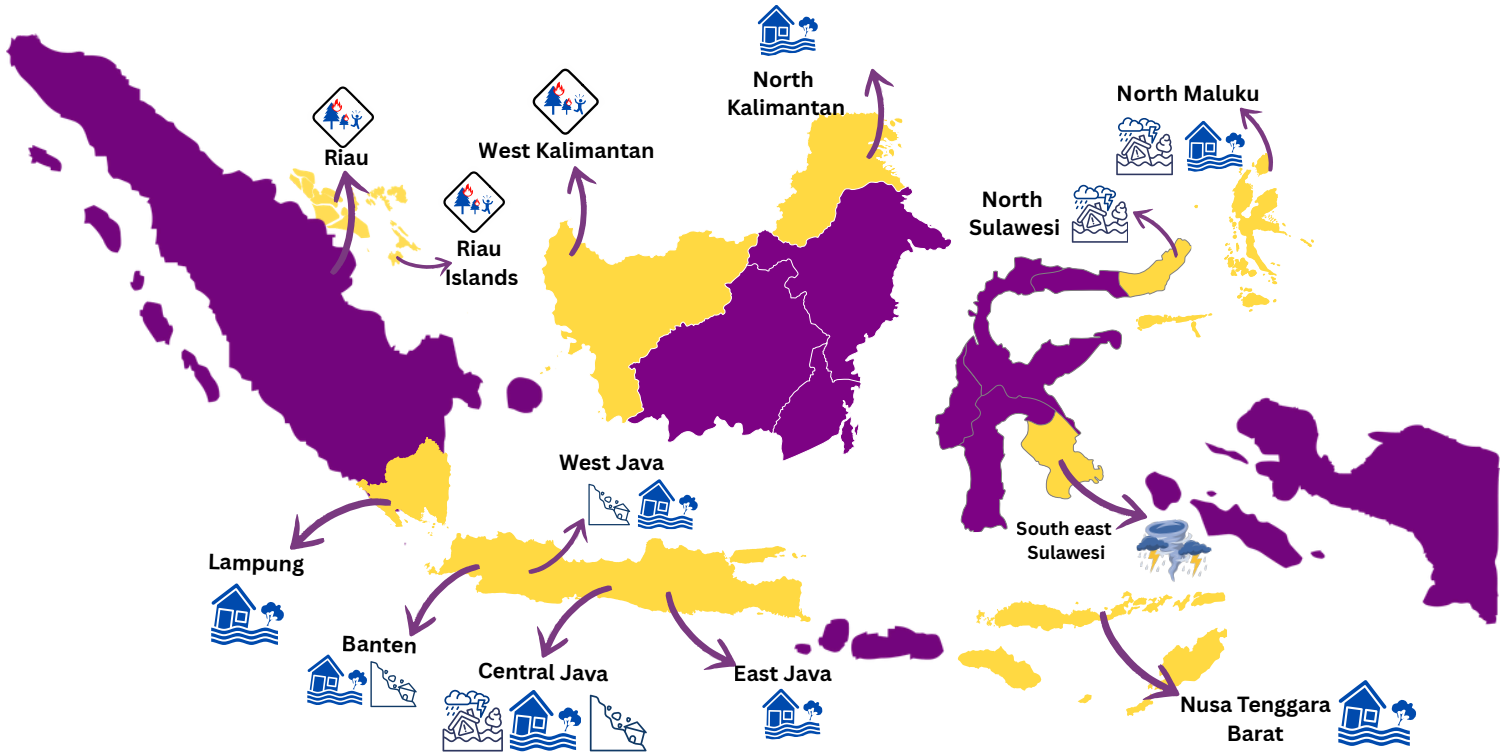 North
Kalimantan
North Maluku
Riau
West Kalimantan
North
Sulawesi
Riau
Islands
West Java
South east
Sulawesi
Lampung
Banten
Central Java
East Java
Nusa Tenggara
Barat